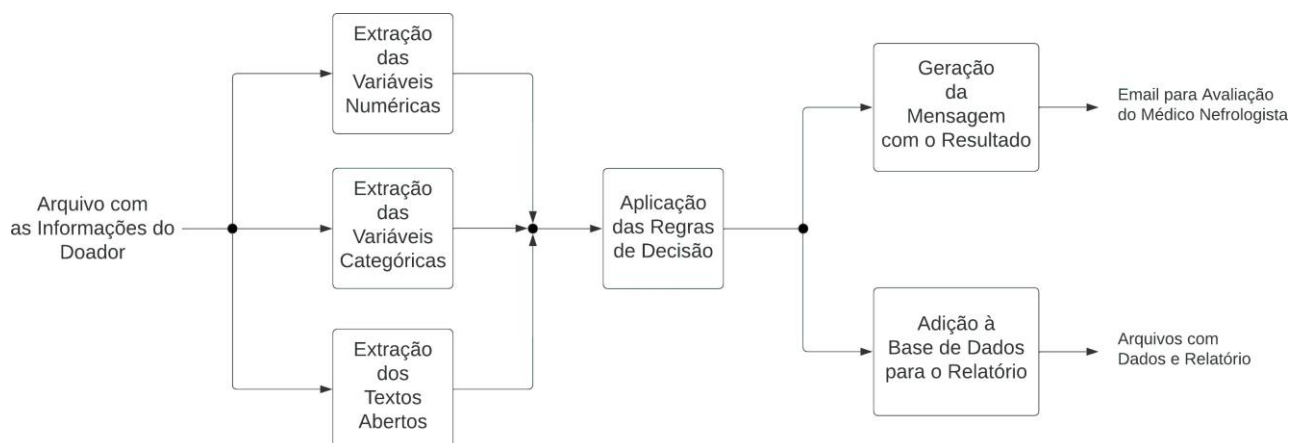 Arquivo com
as Informações do
Doador
Extração
das
Variáveis
Numéricas
Extração
das
Variáveis
Categóricas
Extração
dos
Textos
Abertos
Aplicação
das Regras
de Decisão
Geração
da
Mensagem
com o Resultado
Email para Avaliação
do Médico Nefrologista
Adição à
Base de Dados
para o Relatório
Arquivos com
Dados e Relatório